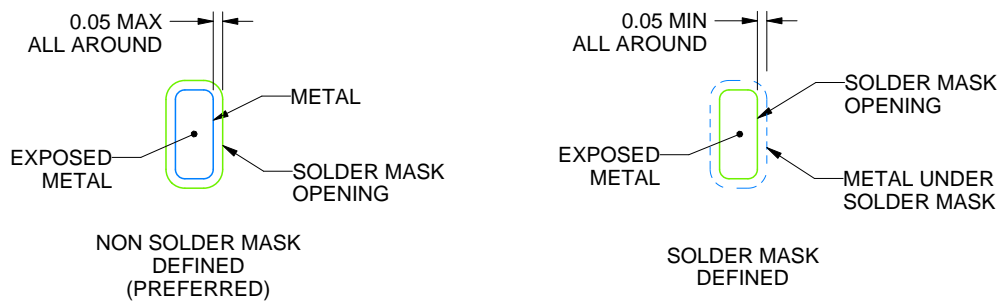 0.05 MAX
ALL AROUND
METAL
EXPOSED
METAL
SOLDER MASK
OPENING
NON SOLDER MASK
DEFINED
(PREFERRED)
0.05 MIN
ALL AROUND
SOLDER MASK
OPENING
EXPOSED
METAL
METAL UNDER
SOLDER MASK
SOLDER MASK
DEFINED